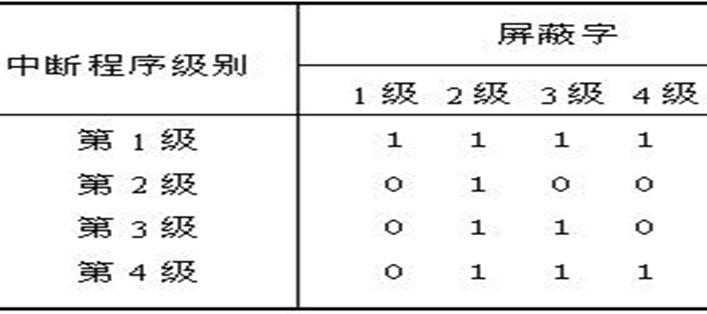 中断程序级别 屏蔽字
1级 2级 3级 4级
第 1 级 1 1 1 1
第 2 级 0 1 0 0
第 3 级 0 1 1 0
第 4 级 0 1 1 1